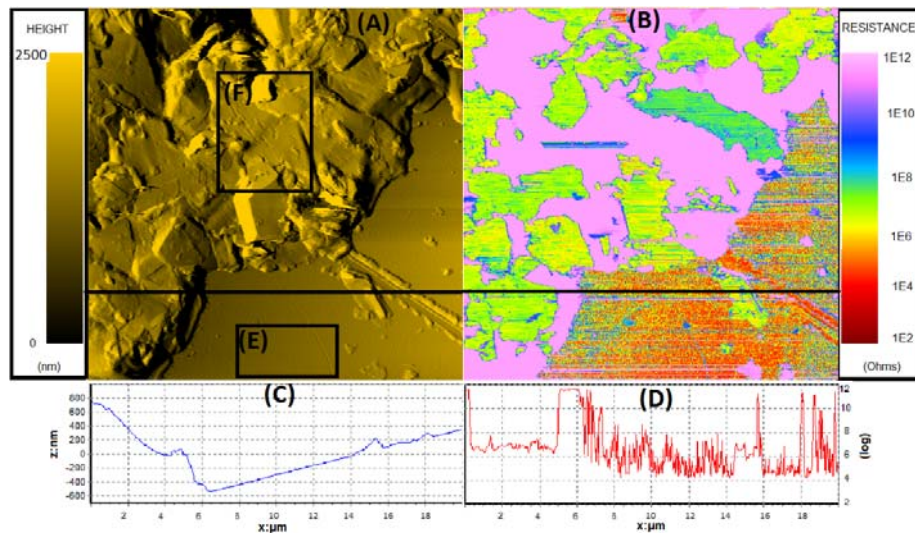 HEIGHT
2500
0
(nm)
(A)
(F)
(E)
(B)
RESISTANCE
1E12
1E10
1E8
1E6
1E4
1E2
(Ohms)
(C)
800
600
400
200
0
-200
-400
-600
z:nm
2 4 6 8 10 12 14 16 18
x:µm
(D)
12
10
8
6
4
2
(log)
2 4 6 8 10 12 14 16 18
x:µm